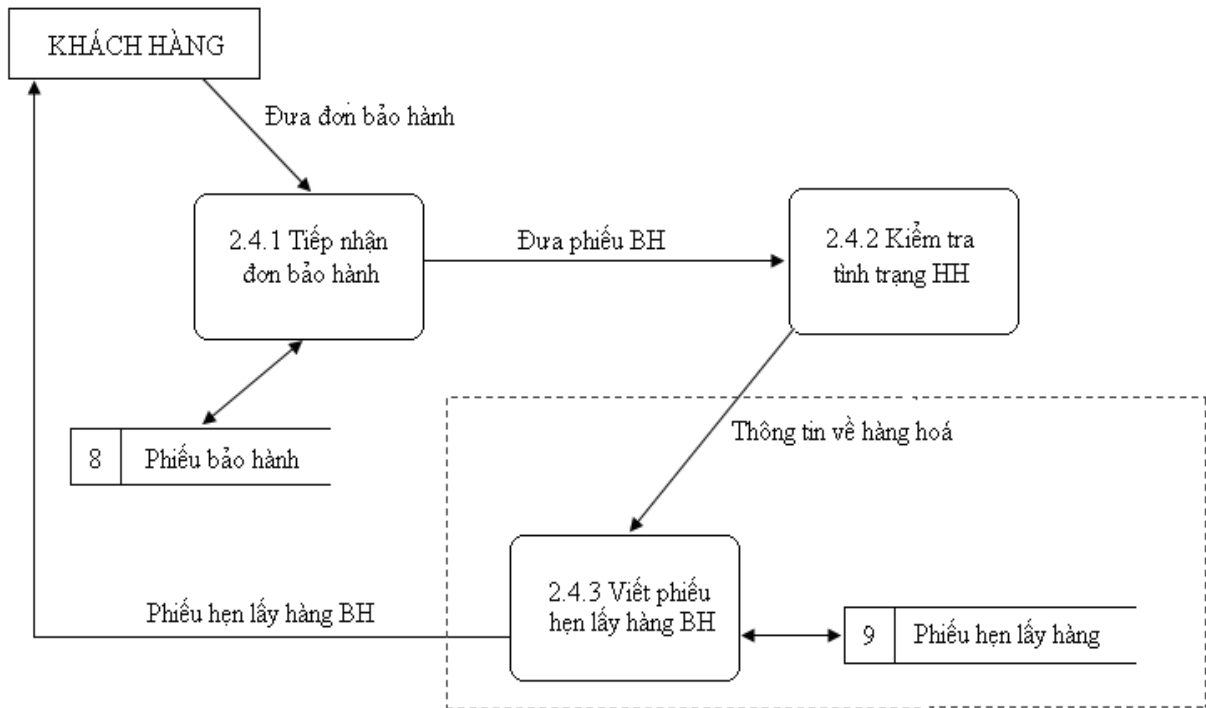 KHÁCH HÀNG
Đưa đơn bảo hành
2.4.1 Tiếp nhận
đơn bảo hành
Đưa phiếu BH
2.4.2 Kiểm tra
tình trạng HH
8 Phiếu bảo hành
Thông tin về hàng hoá
Phiếu hẹn lấy hàng BH
2.4.3 Viết phiếu
hẹn lấy hàng BH
9 Phiếu hẹn lấy hàng